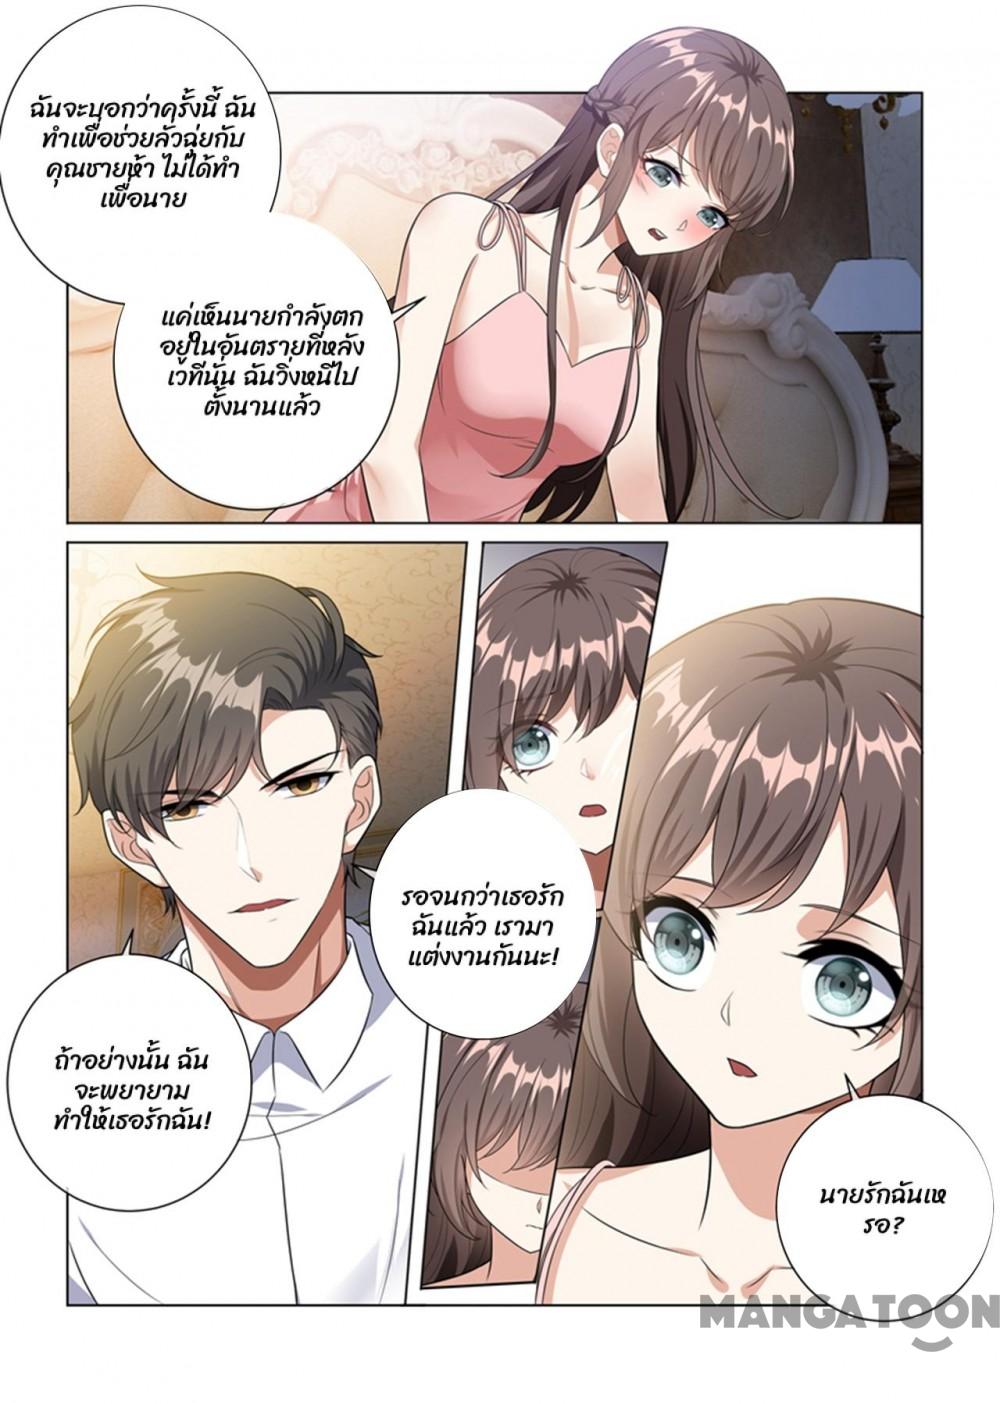 ฉันจะบอกว่าครั้งนี้ ฉัน
ทำเพื่อช่วยลัวฉุ่ยกับ
คุณชายห้า ไม่ได้ทำ
เพื่อนาย
แค่เห็นนายกำลังตก
อยู่ในอันตรายที่หลัง
เวทีนั่น ฉันวิ่งหนีไป
ตั้งนานแล้ว
ถ้าอย่างนั้น ฉัน
จะพยายาม
ทำให้เธอรักฉัน!
รอจนกว่าเธอรัก
ฉันแล้ว เรามา
แต่งงานกันนะ!
นายรักฉันเห
รอ?
MANGATOON